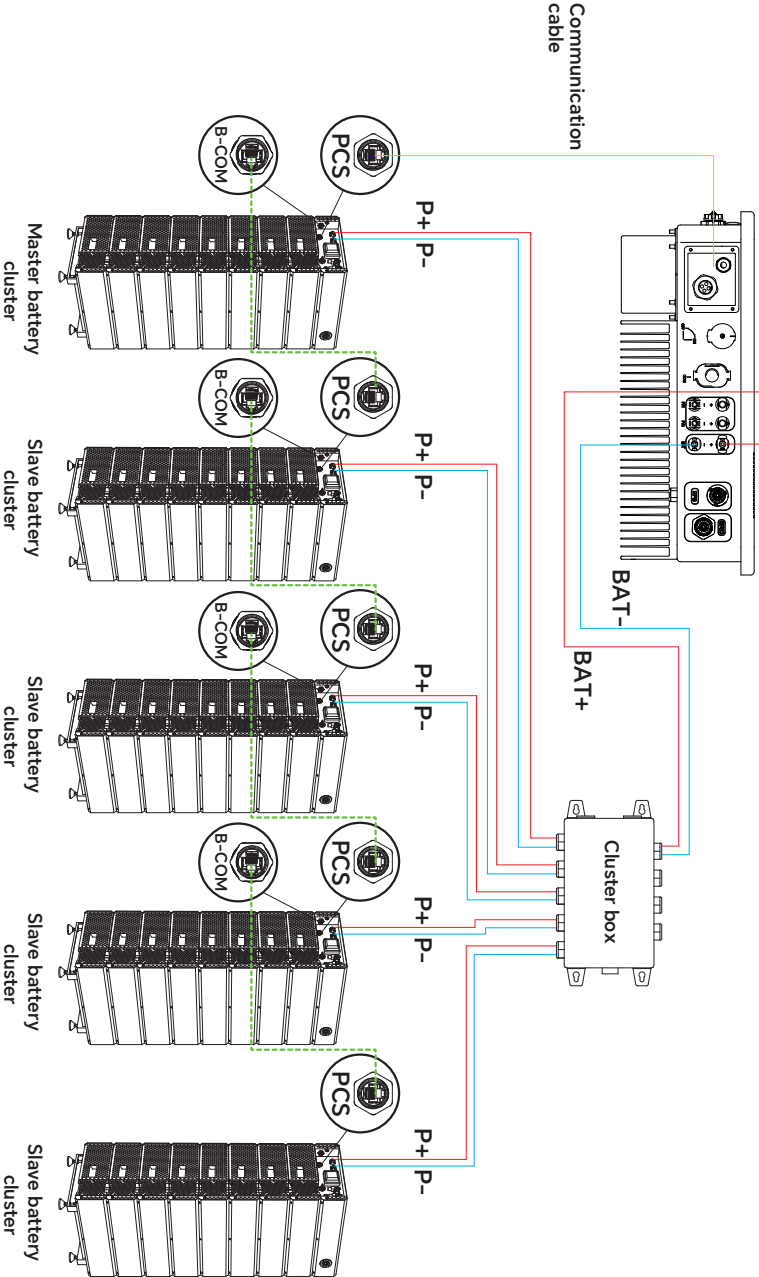 BAT-
Cluster box
BAT+
Communication
cable
P+ P-
P+ P-
P+ P-
P+ P-
P+ P-
PCS
PCS
PCS
PCS
PCS
B-COM
B-COM
B-COM
B-COM
Master battery
cluster
Slave battery
cluster
Slave battery
cluster
Slave battery
cluster
Slave battery
cluster